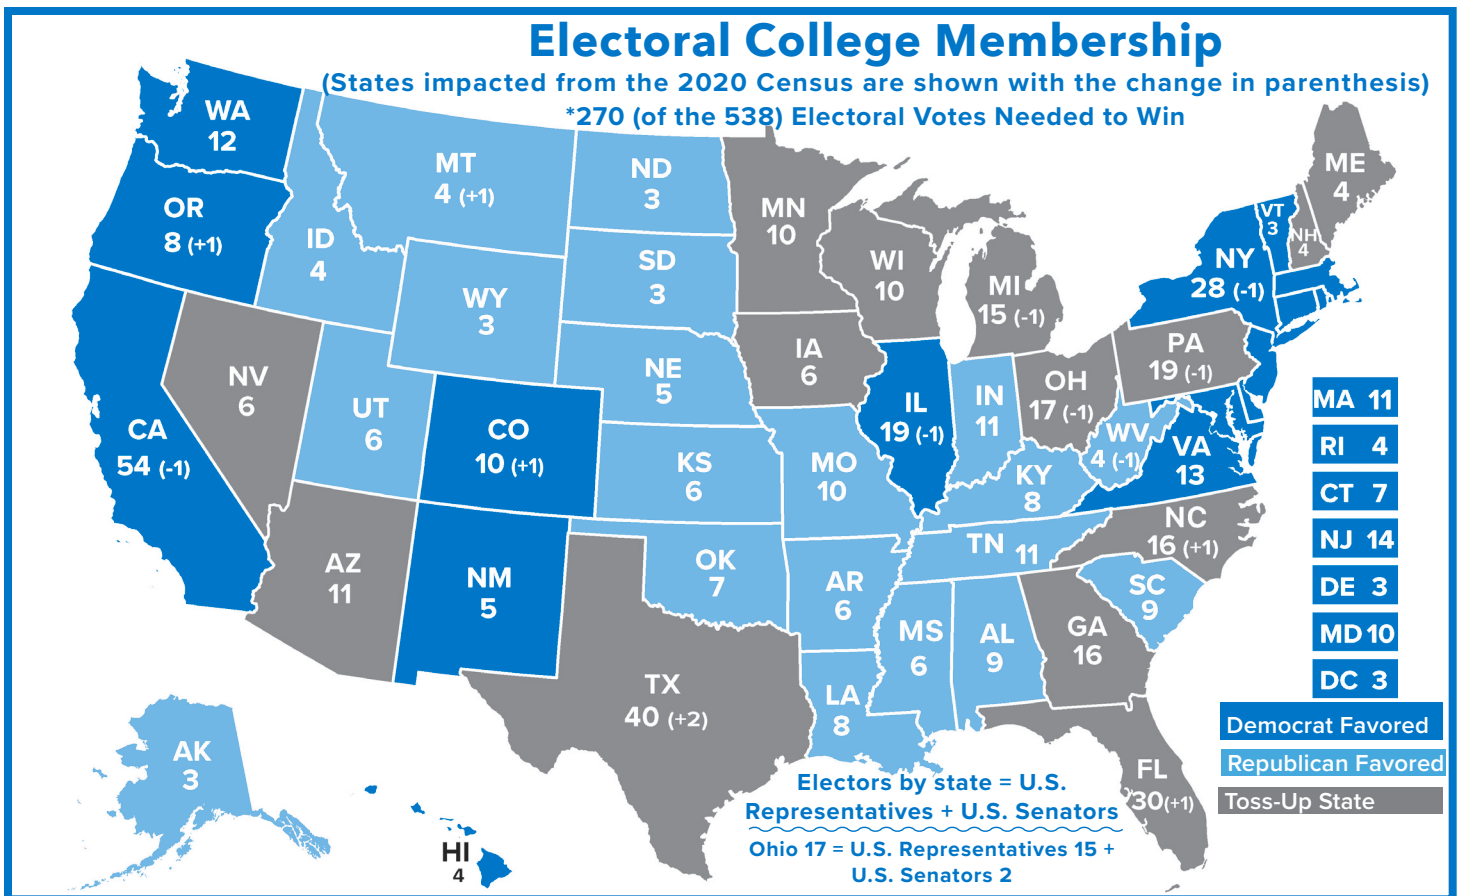 Electoral College Membership
(States impacted from the 2020 Census are shown with the change in parenthesis)
*270 (of the 538) Electoral Votes Needed to Win
WA
12
OR
8 (+1)
CA
54 (-1)
NV
6
ID
4
MT
4 (+1)
WY
3
UT
6
CO
10 (+1)
AZ
11
NM
5
ND
3
SD
3
NE
5
KS
6
OK
7
TX
40 (+2)
MN
10
IA
6
MO
10
AR
6
LA
8
WI
10
IL
19 (-1)
MI
15 (-1)
IN
11
OH
17 (-1)
KY
8
TN 11
MS
6
AL
9
GA
16
FL
30(+1)
SC
9
NC
16 (+1)
VA
13
WV
4 (-1)
PA
19 (-1)
NY
28 (-1)
VT
3
NH
4
ME
4
AK
3
HI
4
MA 11
RI 4
CT 7
NJ 14
DE 3
MD 10
DC 3
Democrat Favored
Republican Favored
Toss-Up State
Electors by state = U.S.
Representatives + U.S. Senators
Ohio 17 = U.S. Representatives 15 +
U.S. Senators 2